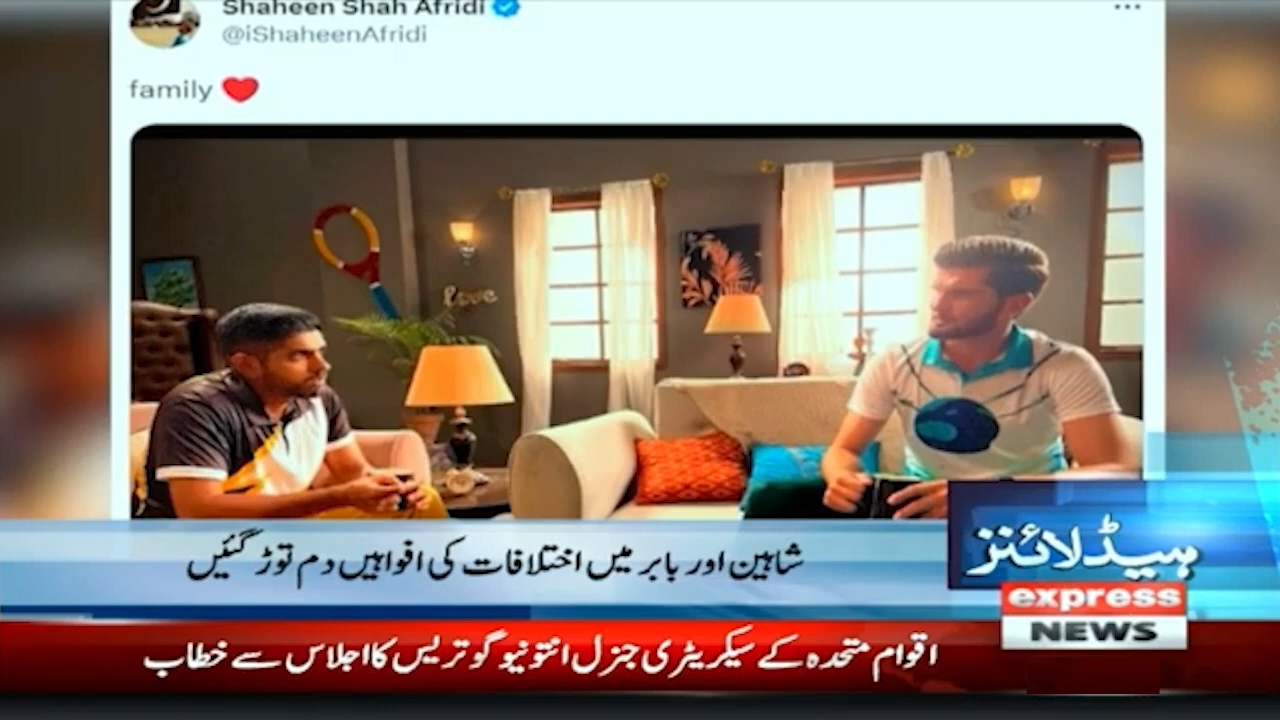 Shaheen Shah Afridi
@iShaheenAfridi
family ❤️
love
شاہین اور بابر میں اختلافات کی افواہیں دم توڑ گئیں
ہیڈلائنز
express
NEWS
اقوام متحدہ کے سیکریٹری جنرل انتونیو گوتریس کا اجلاس سے خطاب